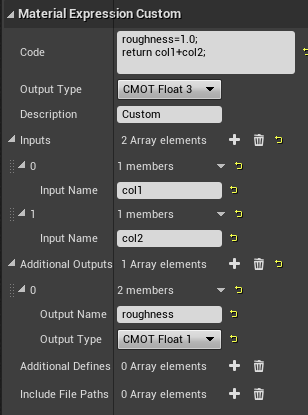 Material Expression Custom
Code
roughness=1.0;
return col1+col2;
Output Type CMOT Float 3
Description Custom
Inputs 2 Array elements
0 1 members
Input Name col1
1 1 members
Input Name col2
Additional Outputs 1 Array elements
0 2 members
Output Name roughness
Output Type CMOT Float 1
Additional Defines 0 Array elements
Include File Paths 0 Array elements